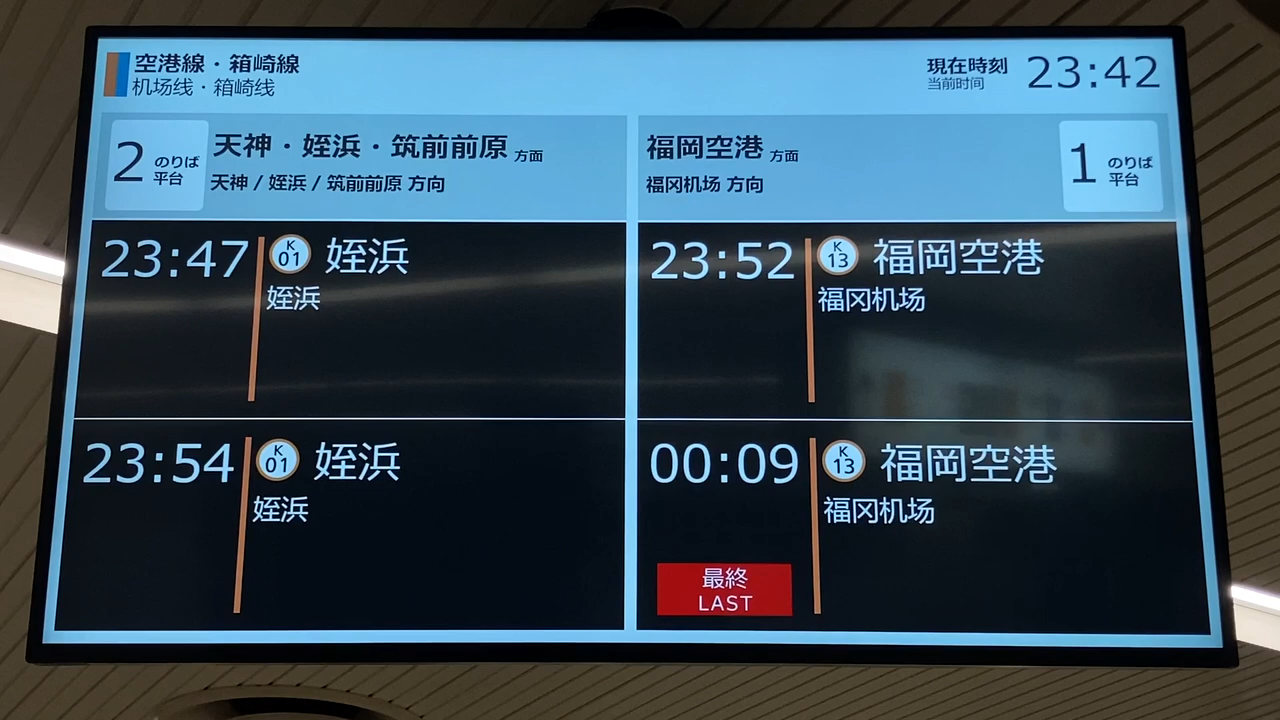 空港線・箱崎線
机场线・箱崎线
現在時刻
当前时间
23:42
2 のりば
平台
天神・姪浜・筑前前原 方面
天神 / 姪浜 / 筑前前原 方向
福岡空港 方面
福冈机场 方向
1 のりば
平台
23:47 K 01 姪浜
姪浜
23:54 K 01 姪浜
姪浜
23:52 K 13 福岡空港
福冈机场
00:09 K 13 福岡空港
福冈机场
最終
LAST